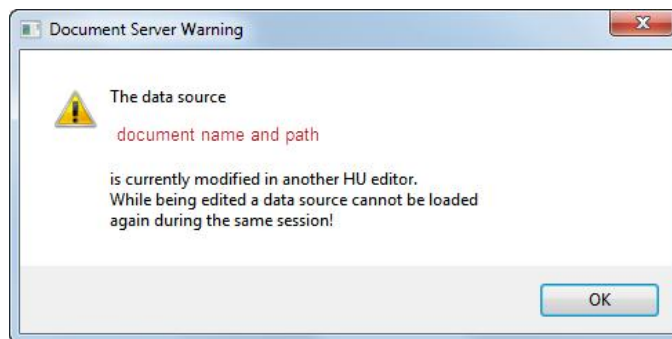 Document Server Warning
The data source
document name and path
is currently modified in another HU editor.
While being edited a data source cannot be loaded
again during the same session!
OK